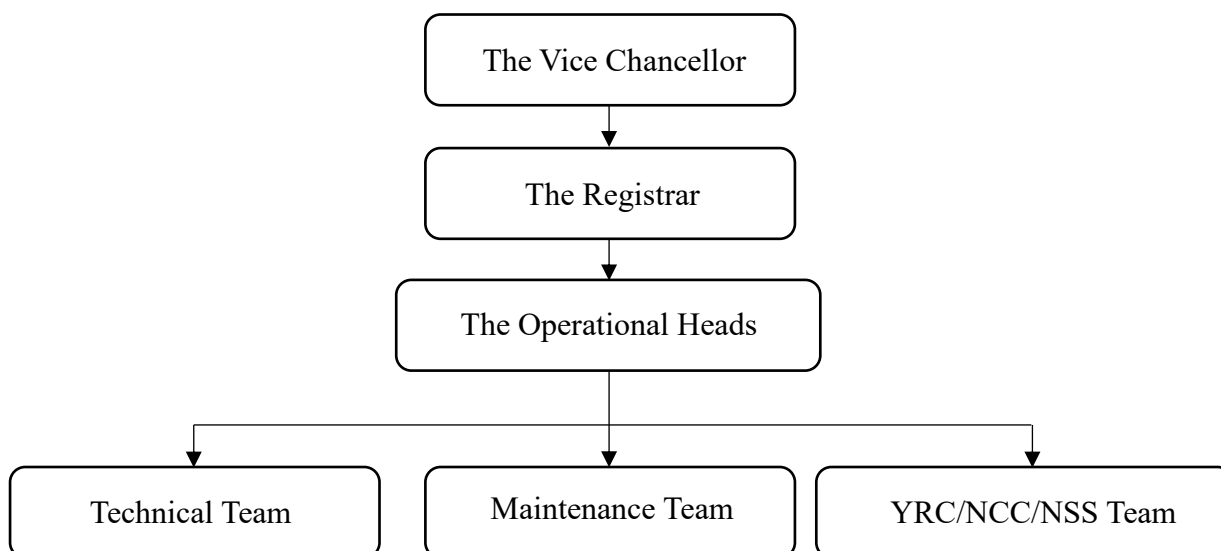 The Vice Chancellor
The Registrar
The Operational Heads
Technical Team
Maintenance Team
YRC/NCC/NSS Team